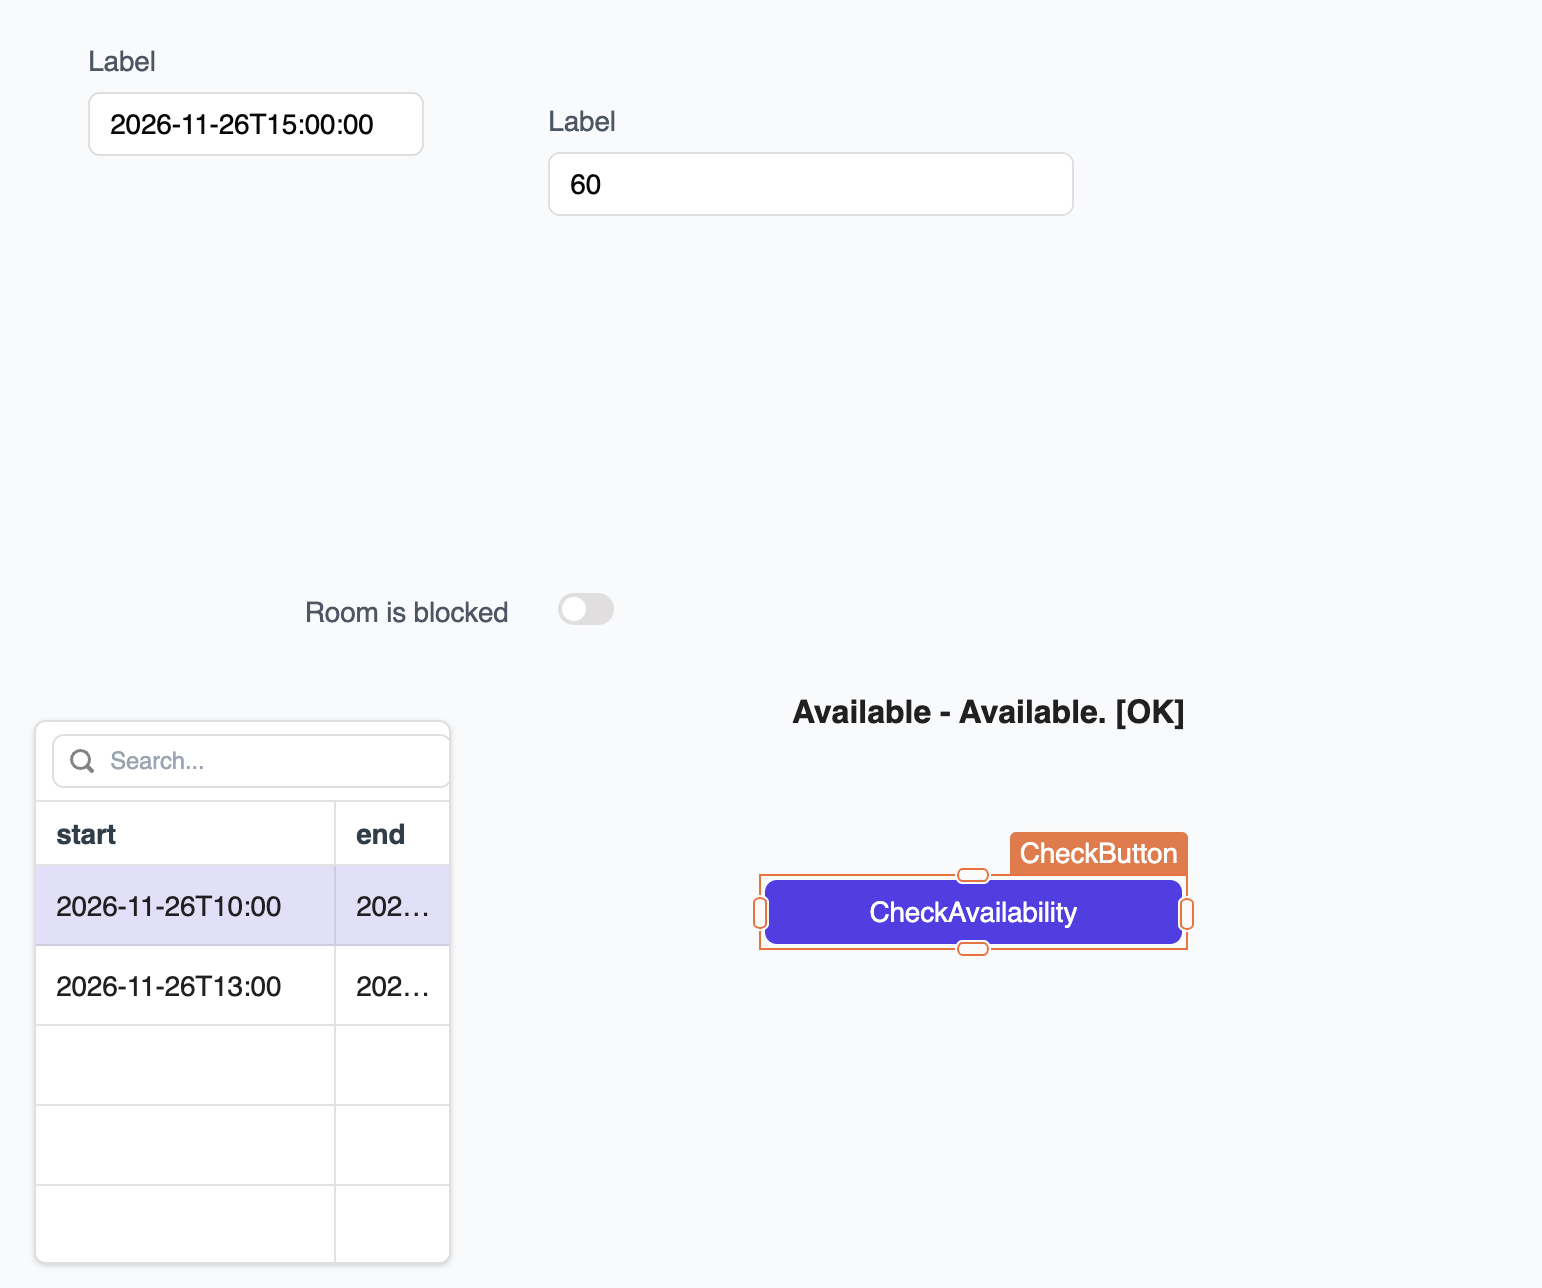 Label
2026-11-26T15:00:00
Label
60
Room is blocked
Available - Available. [OK]
Search...
start end
2026-11-26T10:00 202...
2026-11-26T13:00 202...
CheckButton
CheckAvailability